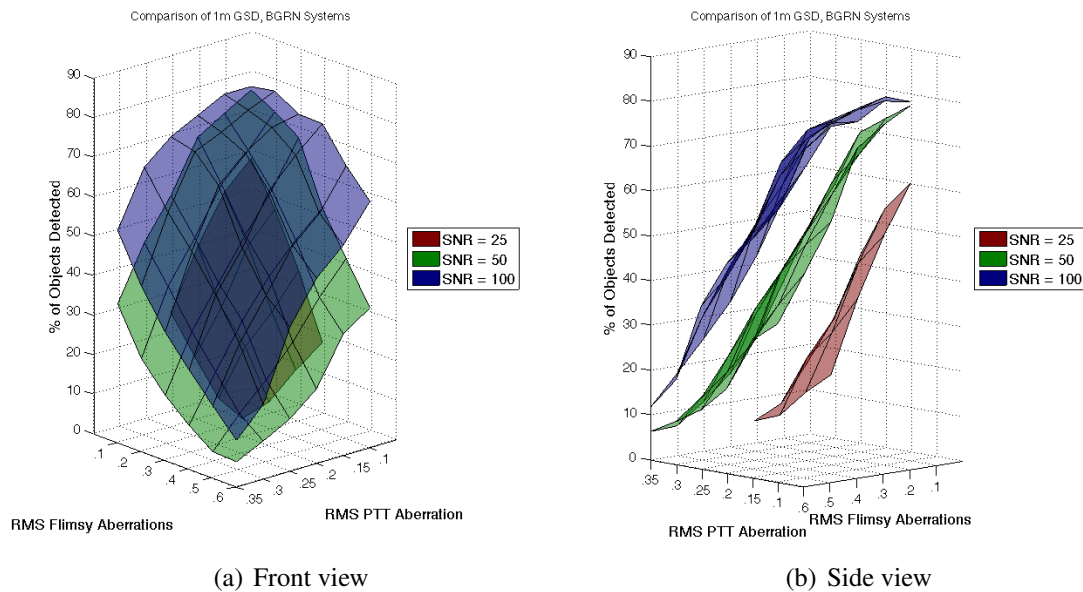 Comparison of 1m GSD, BGRN Systems
90
80
70
60
50
40
30
20
10
0
% of Objects Detected
.1
.2
.3
.4
.5
.6
RMS Flimsy Aberrations
.35
.3
.25
.2
.15
.1
RMS PTT Aberration
SNR = 25
SNR = 50
SNR = 100
(a) Front view
Comparison of 1m GSD, BGRN Systems
90
80
70
60
50
40
30
20
10
0
% of Objects Detected
.35
.3
.25
.2
.15
.1
RMS PTT Aberration
.6
.5
.4
.3
.2
.1
RMS Flimsy Aberrations
SNR = 25
SNR = 50
SNR = 100
(b) Side view